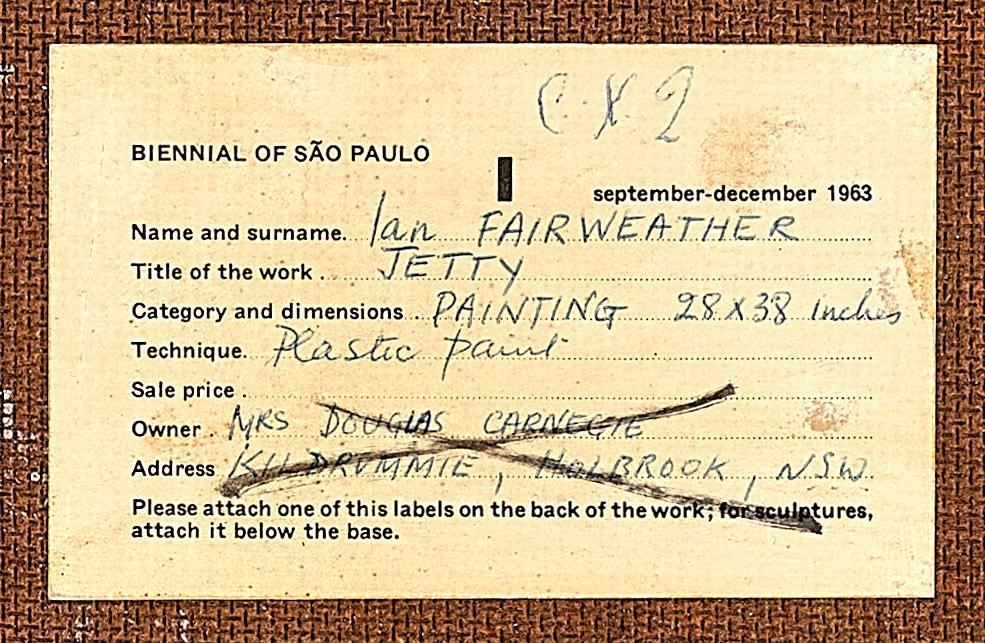 C X 2
BIENNIAL OF SÃO PAULO
september-december 1963
Name and surname. Ian FAIRWEATHER
Title of the work. JETTY
Category and dimensions. PAINTING 28 X 38 inches
Technique. Plastic paint
Sale price.
Owner. MRS DOUGLAS CARNEGIE
Address KILDRUMMIE, HOLBROOK, NSW.
Please attach one of this labels on the back of the work; for sculptures,
attach it below the base.